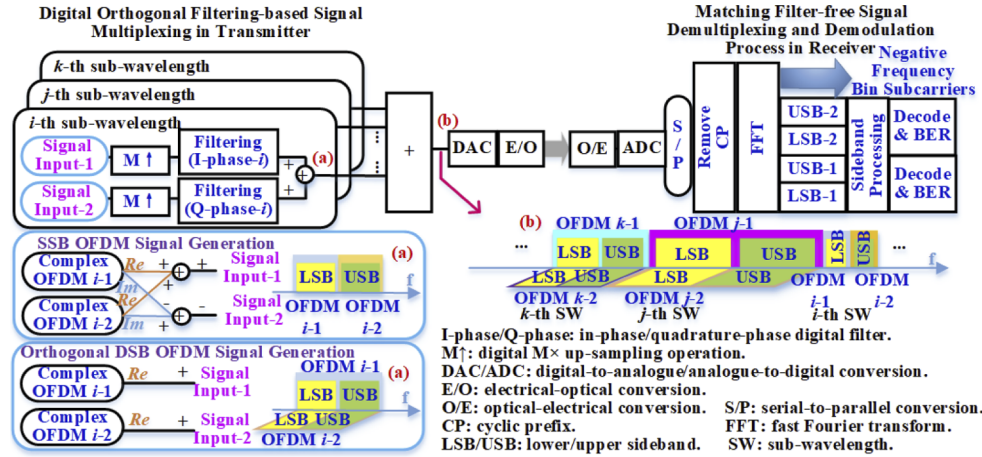 Digital Orthogonal Filtering-based Signal
Multiplexing in Transmitter
k-th sub-wavelength
j-th sub-wavelength
i-th sub-wavelength
Signal
Input-1
M↑
Filtering
(I-phase-i)
(a)
+
+
Signal
Input-2
M↑
Filtering
(Q-phase-i)
+
(b)
DAC
E/O
O/E
ADC
S
/
P
Matching Filter-free Signal
Demultiplexing and Demodulation
Process in Receiver
Remove
CP
FFT
Negative
Frequency
Bin Subcarriers
USB-2
LSB-2
USB-1
LSB-1
Sideband
Processing
Decode
& BER
Decode
& BER
SSB OFDM Signal Generation
Complex
OFDM i-1
Complex
OFDM i-2
Re
Im
Re
Im
+
+
+
-
-
Signal
Input-1
Signal
Input-2
(a)
LSB
USB
f
OFDM
i-1
OFDM
i-2
Orthogonal DSB OFDM Signal Generation
Complex
OFDM i-1
Complex
OFDM i-2
Re
+
Signal
Input-1
Re
+
Signal
Input-2
OFDM i-1
(a)
LSB
USB
f
LSB
USB
OFDM
i-2
(b)
OFDM k-1
OFDM j-1
...
LSB
USB
LSB
USB
LSB
USB
...
f
LSB
USB
LSB
USB
OFDM k-2
k-th SW
OFDM j-2
j-th SW
OFDM
i-1
OFDM
i-2
i-th SW
I-phase/Q-phase: in-phase/quadrature-phase digital filter.
M↑: digital M× up-sampling operation.
DAC/ADC: digital-to-analogue/analogue-to-digital conversion.
E/O: electrical-optical conversion.
O/E: optical-electrical conversion. S/P: serial-to-parallel conversion.
CP: cyclic prefix. FFT: fast Fourier transform.
LSB/USB: lower/upper sideband. SW: sub-wavelength.